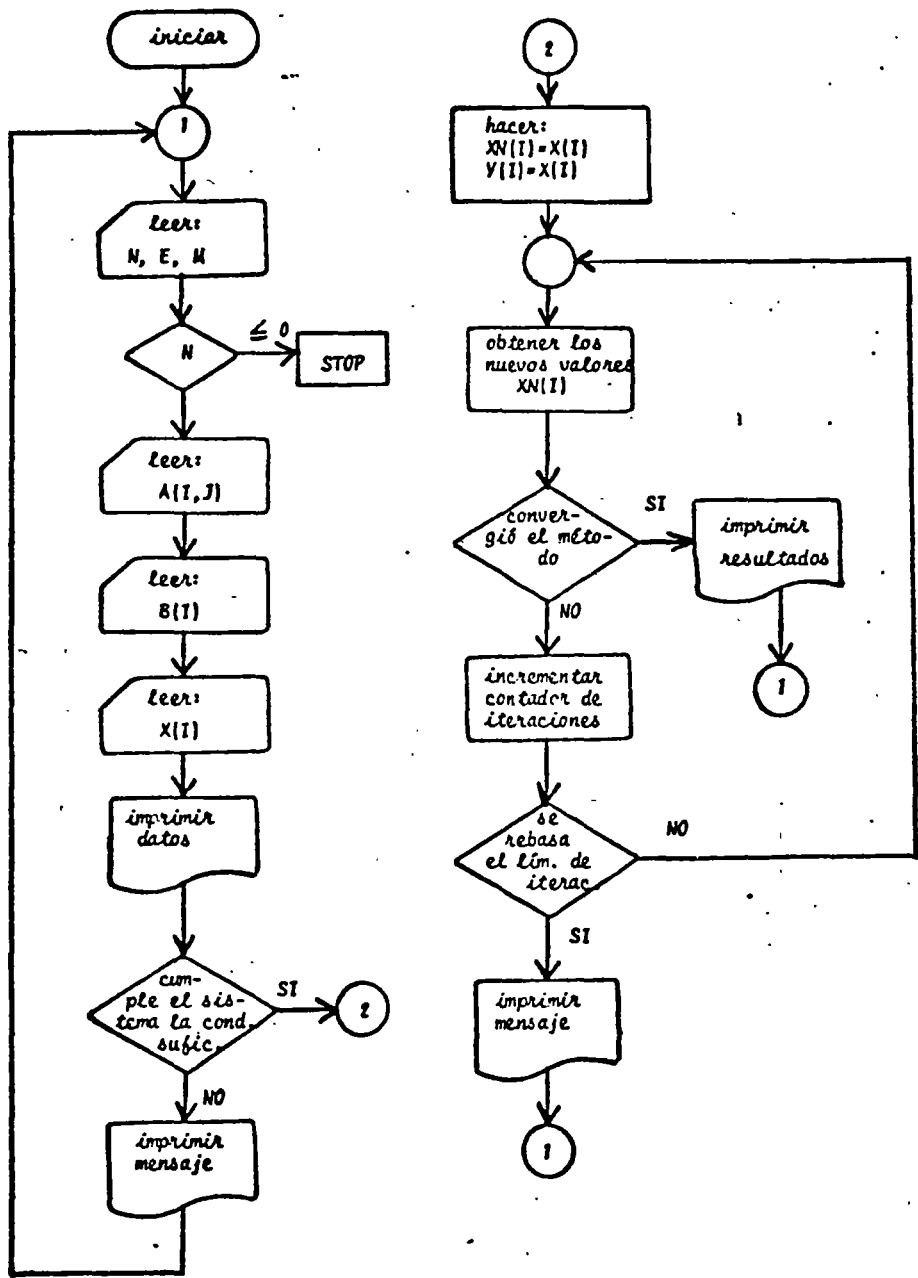 iniciar
1
leer:
N, E, M
N
≤ 0
STOP
leer:
A(I,J)
leer:
B(I)
leer:
X(I)
imprimir
datos
cum-
ple el sis-
tema la cond.
sufic.
SI
2
NO
imprimir
mensaje
2
hacer:
XN(I)=X(I)
Y(I)=X(I)
obtener los
nuevos valores
XN(I)
conver-
gió el méto-
do
SI
imprimir
resultados
1
NO
incrementar
contador de
iteraciones
se
rebasa
el lím. de
iterac.
NO
SI
imprimir
mensaje
1